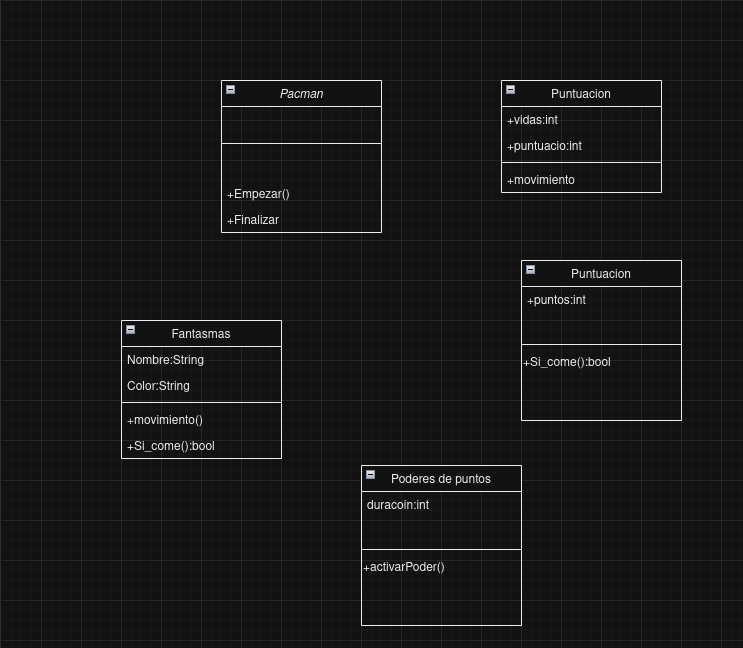 Pacman
+Empezar()
+Finalizar
Puntuacion
+vidas:int
+puntuacio:int
+movimiento
Puntuacion
+puntos:int
+Si_come():bool
Fantasmas
Nombre:String
Color:String
+movimiento()
+Si_come():bool
Poderes de puntos
duracoin:int
+activarPoder()